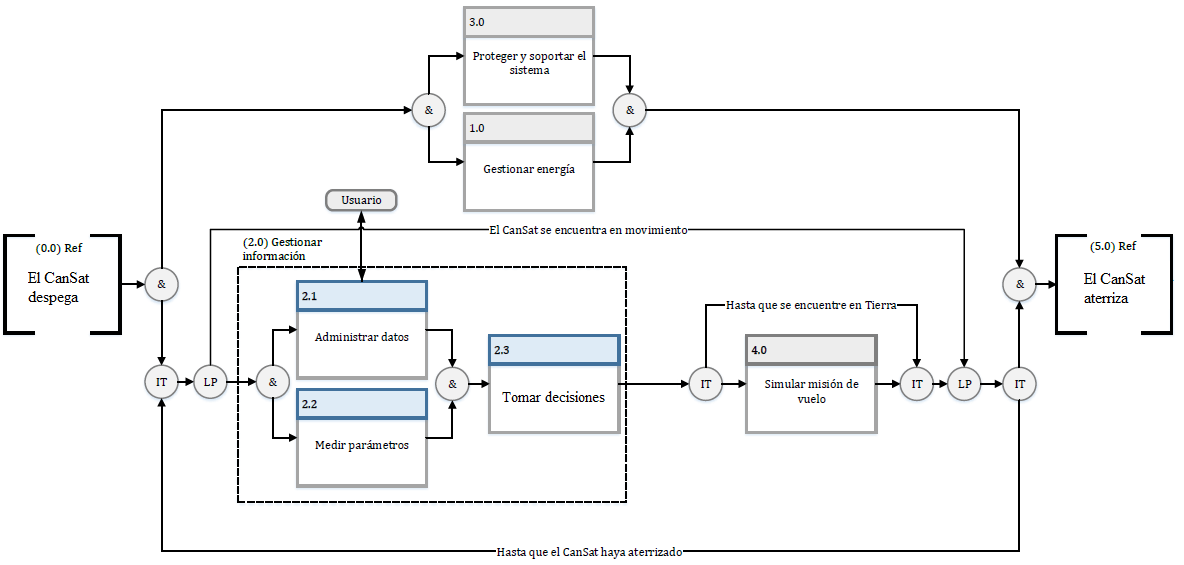 3.0
Proteger y soportar el
sistema
&
&
1.0
Gestionar energía
Usuario
El CanSat se encuentra en movimiento
(2.0) Gestionar
información
(0.0) Ref
El CanSat
despega
&
2.1
Administrar datos
2.2
Medir parámetros
IT
LP
&
&
2.3
Tomar decisiones
Hasta que se encuentre en Tierra
IT
4.0
Simular misión de
vuelo
IT
LP
IT
&
(5.0) Ref
El CanSat
aterriza
Hasta que el CanSat haya aterrizado